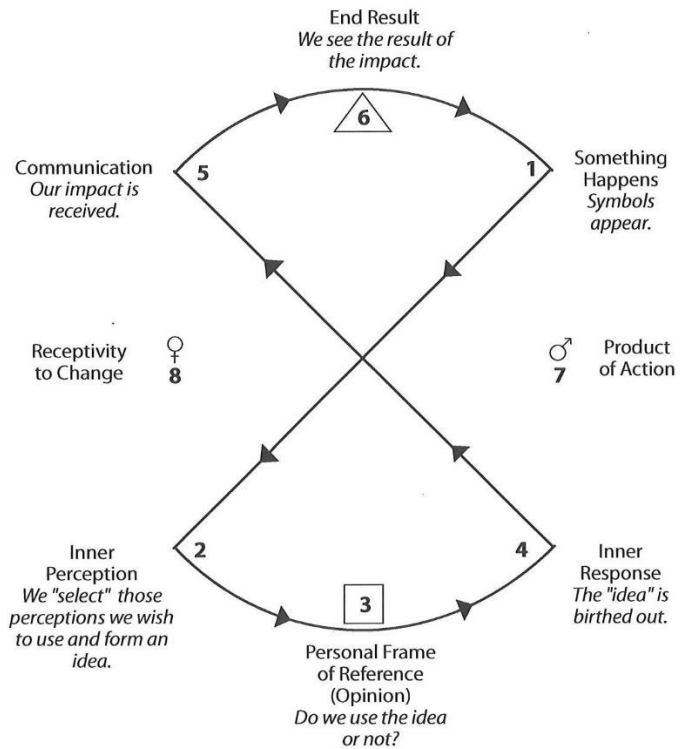 End Result
We see the result of
the impact.
6
Communication
Our impact is
received.
5
1
Something
Happens
Symbols
appear.
Receptivity
to Change
♀
8
♂
7
Product
of Action
2
Inner
Perception
We "select" those
perceptions we wish
to use and form an
idea.
3
Personal Frame
of Reference
(Opinion)
Do we use the idea
or not?
4
Inner
Response
The "idea" is
birthed out.